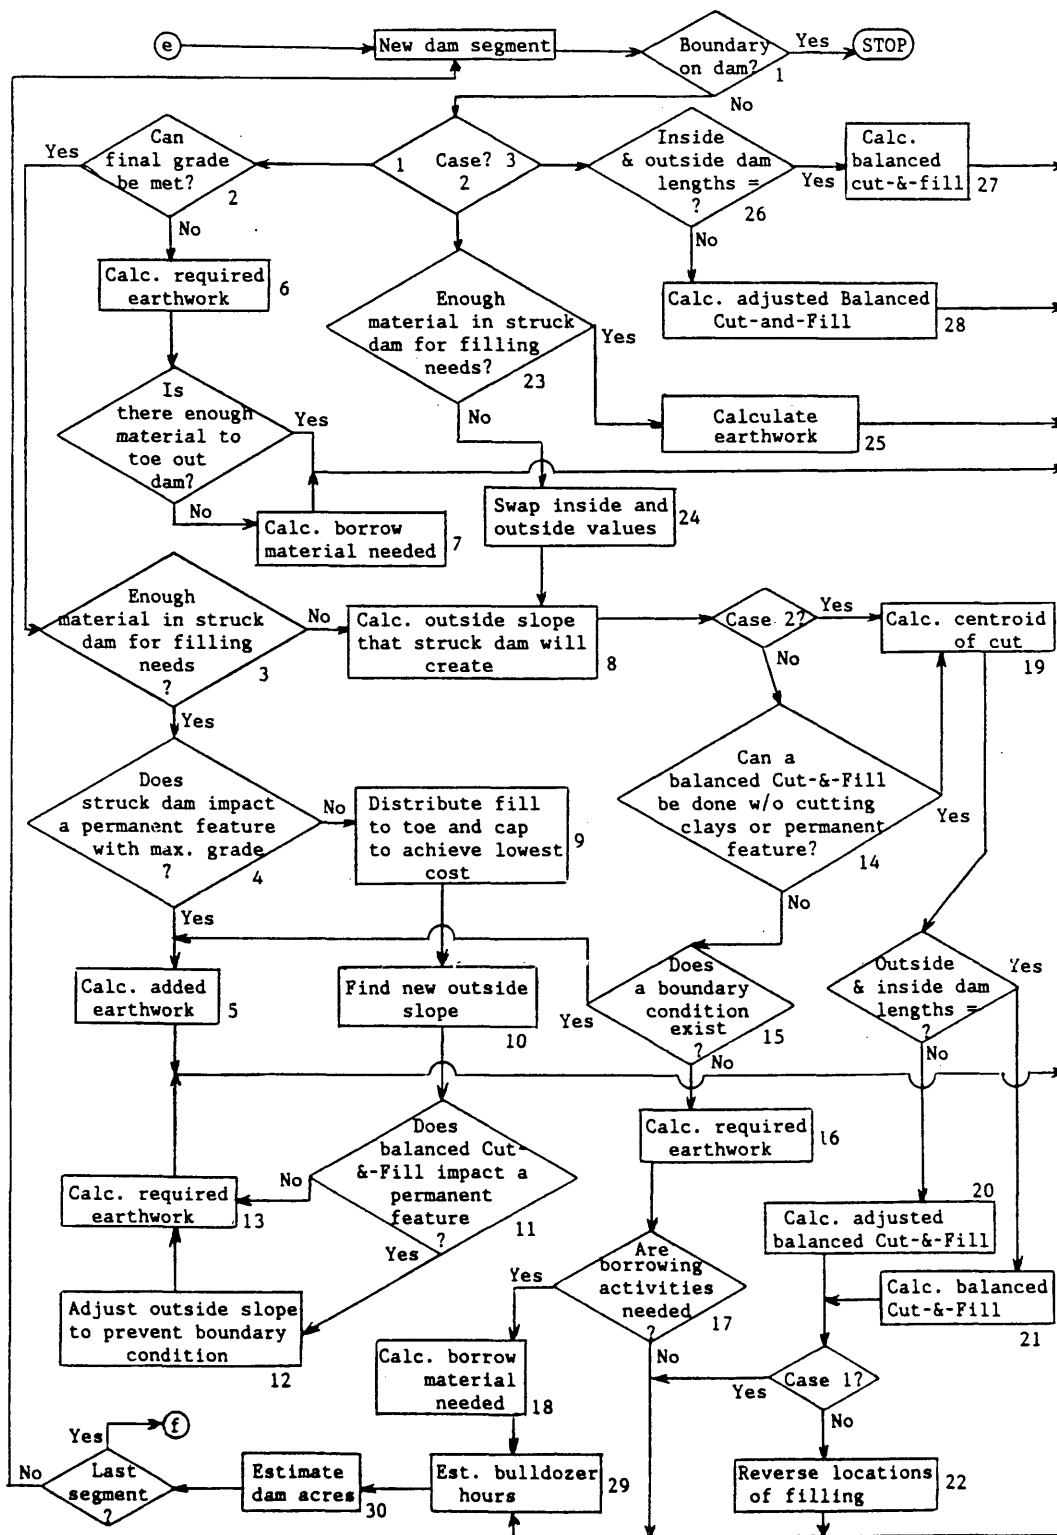 e
New dam segment
Boundary
on dam?
1
Yes
STOP
No
Can
final grade
be met?
2
Yes
No
1
Case?
3
2
Inside
& outside dam
lengths =
?
26
Yes
No
Calc.
balanced
cut-&-fill
27
Calc. required
earthwork
6
Enough
material in struck
dam for filling
needs?
23
Yes
No
Calc. adjusted Balanced
Cut-and-Fill
28
Is
there enough
material to
toe out
dam?
Yes
No
Calculate
earthwork
25
Calc. borrow
material needed
7
Swap inside and
outside values
24
Enough
material in struck
dam for filling
needs
?
3
No
Yes
Calc. outside slope
that struck dam will
create
8
Case 2?
Yes
No
Calc. centroid
of cut
19
Does
struck dam impact
a permanent feature
with max. grade
?
4
No
Yes
Distribute fill
to toe and cap
to achieve lowest
cost
9
Can a
balanced Cut-&-Fill
be done w/o cutting
clays or permanent
feature?
14
Yes
No
Calc. added
earthwork
5
Find new outside
slope
10
Does
a boundary
condition
exist
?
15
Yes
No
Outside
& inside dam
lengths =
?
Yes
No
Does
balanced Cut-
&-Fill impact a
permanent
feature
?
11
No
Yes
Calc. required
earthwork
16
Calc. required
earthwork
13
20
Calc. adjusted
balanced Cut-&-Fill
Are
borrowing
activities
needed
?
17
Yes
No
Calc. balanced
Cut-&-Fill
21
Adjust outside slope
to prevent boundary
condition
12
Calc. borrow
material
needed
18
Case 1?
Yes
No
f
Yes
No
Last
segment
?
Estimate
dam acres
30
Est. bulldozer
hours
29
Reverse locations
of filling
22